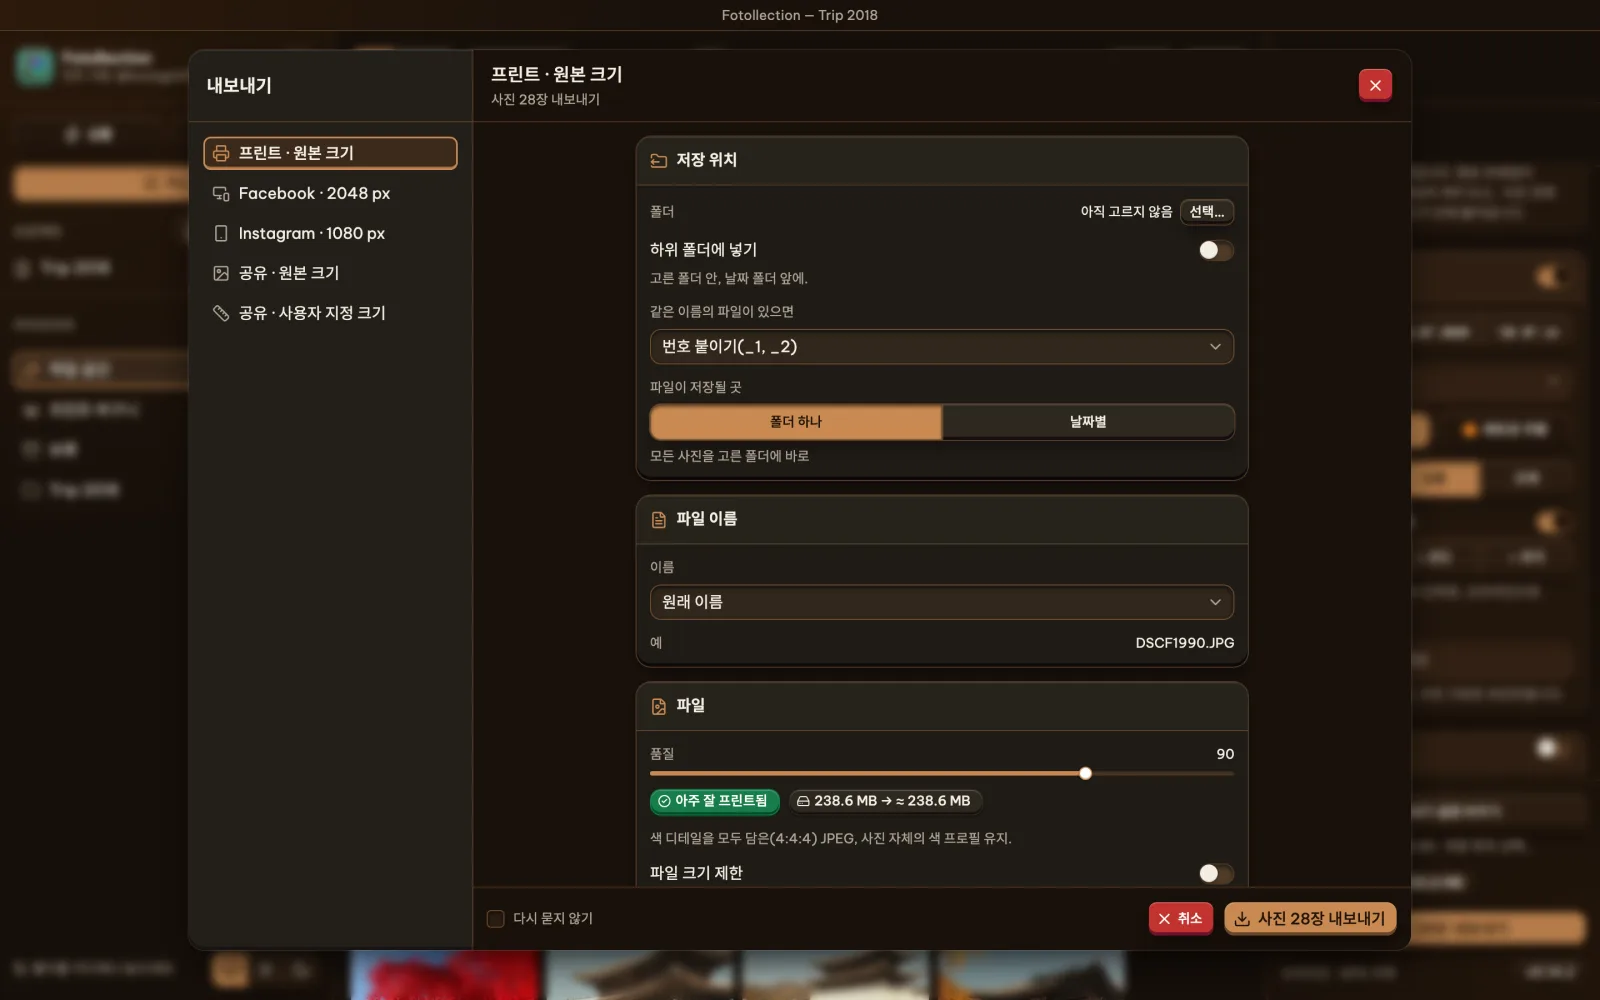 Fotollection — Trip 2018
내보내기
프린트 · 원본 크기
Facebook · 2048 px
Instagram · 1080 px
공유 · 원본 크기
공유 · 사용자 지정 크기
프린트 · 원본 크기
사진 28장 내보내기
저장 위치
폴더
아직 고르지 않음
선택...
하위 폴더에 넣기
고른 폴더 안, 날짜 폴더 앞에.
같은 이름의 파일이 있으면
번호 붙이기(_1, _2)
파일이 저장될 곳
폴더 하나
날짜별
모든 사진을 고른 폴더에 바로
파일 이름
이름
원래 이름
예
DSCF1990.JPG
파일
품질
90
아주 잘 프린트됨
238.6 MB → ≈ 238.6 MB
색 디테일을 모두 담은(4:4:4) JPEG, 사진 자체의 색 프로필 유지.
파일 크기 제한
다시 묻지 않기
취소
사진 28장 내보내기